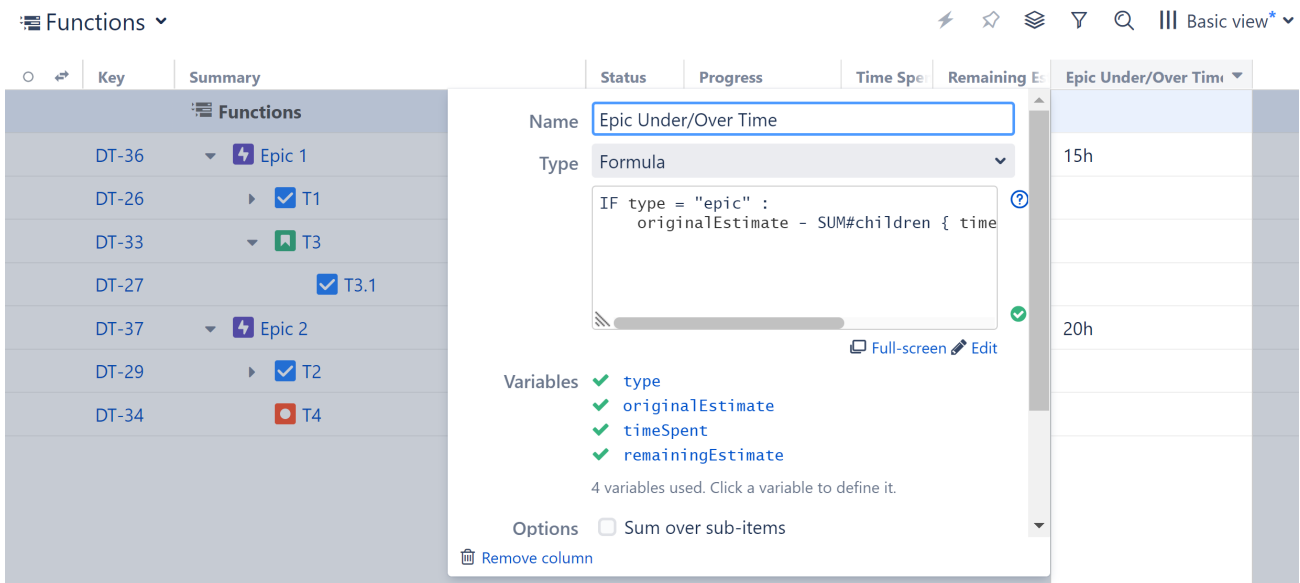 Functions
Basic view*
Key Summary Status Progress Time Spe Remaining Es Epic Under/Over Time
Functions
Name Epic Under/Over Time
DT-36 Epic 1 15h
Type Formula
DT-26 T1
IF type = "epic" :
originalEstimate - SUM#children { time
DT-33 T3
DT-27 T3.1
DT-37 Epic 2 20h
Full-screen Edit
DT-29 T2
Variables type
originalEstimate
DT-34 T4
timeSpent
remainingEstimate
4 variables used. Click a variable to define it.
Options Sum over sub-items
Remove column